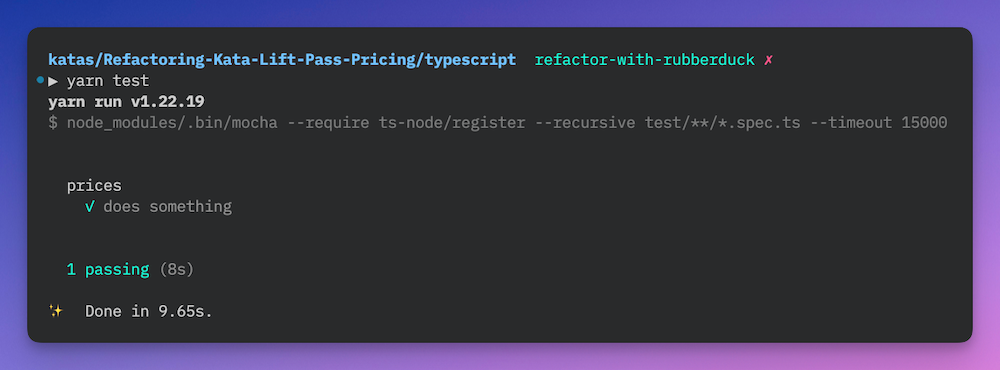 katas/Refactoring-Kata-Lift-Pass-Pricing/typescript refactor-with-rubberduck ✗
▶ yarn test
yarn run v1.22.19
$ node_modules/.bin/mocha --require ts-node/register --recursive test/**/*.spec.ts --timeout 15000
prices
√ does something
1 passing (8s)
✨ Done in 9.65s.